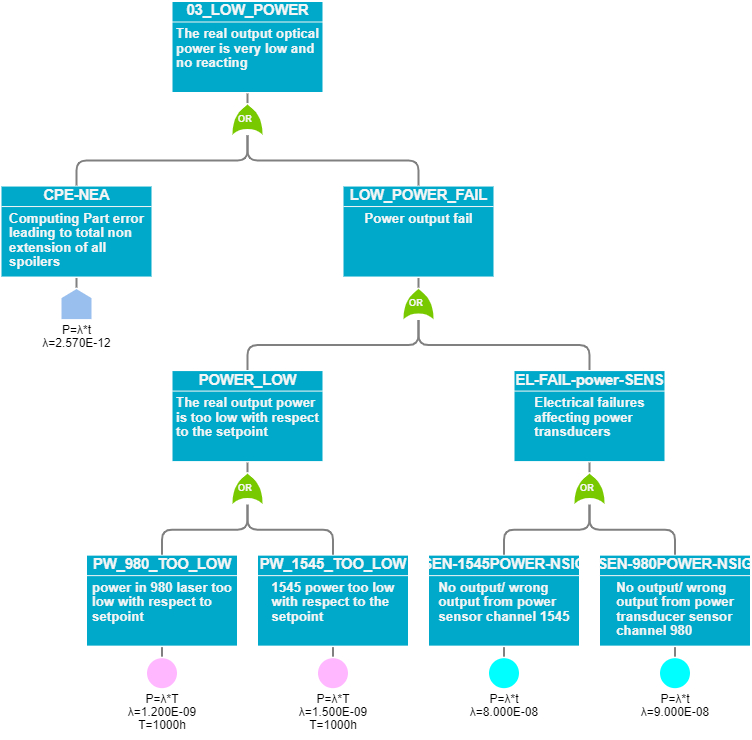 03_LOW_POWER
The real output optical
power is very low and
no reacting
OR
CPE-NEA
Computing Part error
leading to total non
extension of all
spoilers
P=λ*t
λ=2.570E-12
LOW_POWER_FAIL
Power output fail
OR
POWER_LOW
The real output power
is too low with respect
to the setpoint
OR
EL-FAIL-power-SENS
Electrical failures
affecting power
transducers
OR
PW_980_TOO_LOW
power in 980 laser too
low with respect to
setpoint
P=λ*T
λ=1.200E-09
T=1000h
PW_1545_TOO_LOW
1545 power too low
with respect to the
setpoint
P=λ*T
λ=1.500E-09
T=1000h
SEN-1545POWER-NSIG
No output/ wrong
output from power
sensor channel 1545
P=λ*t
λ=8.000E-08
SEN-980POWER-NSIG
No output/ wrong
output from power
transducer sensor
channel 980
P=λ*t
λ=9.000E-08